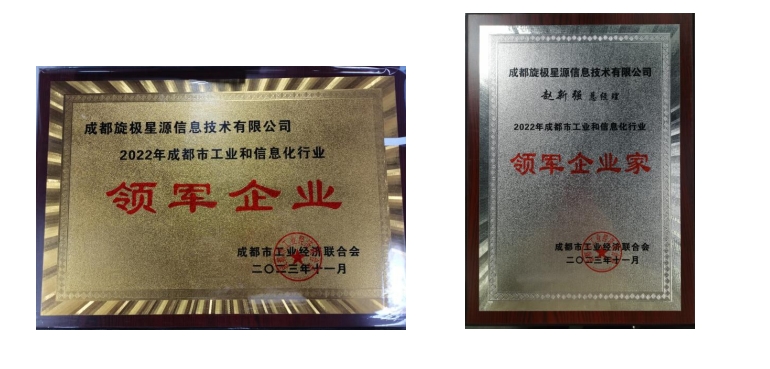 成都旋极星源信息技术有限公司
2022年成都市工业和信息化行业
领军企业
成都市工业经济联合会
二〇二三年十一月
成都旋极星源信息技术有限公司
赵新强 总经理
2022年成都市工业和信息化行业
领军企业家
成都市工业经济联合会
二〇二三年十一月